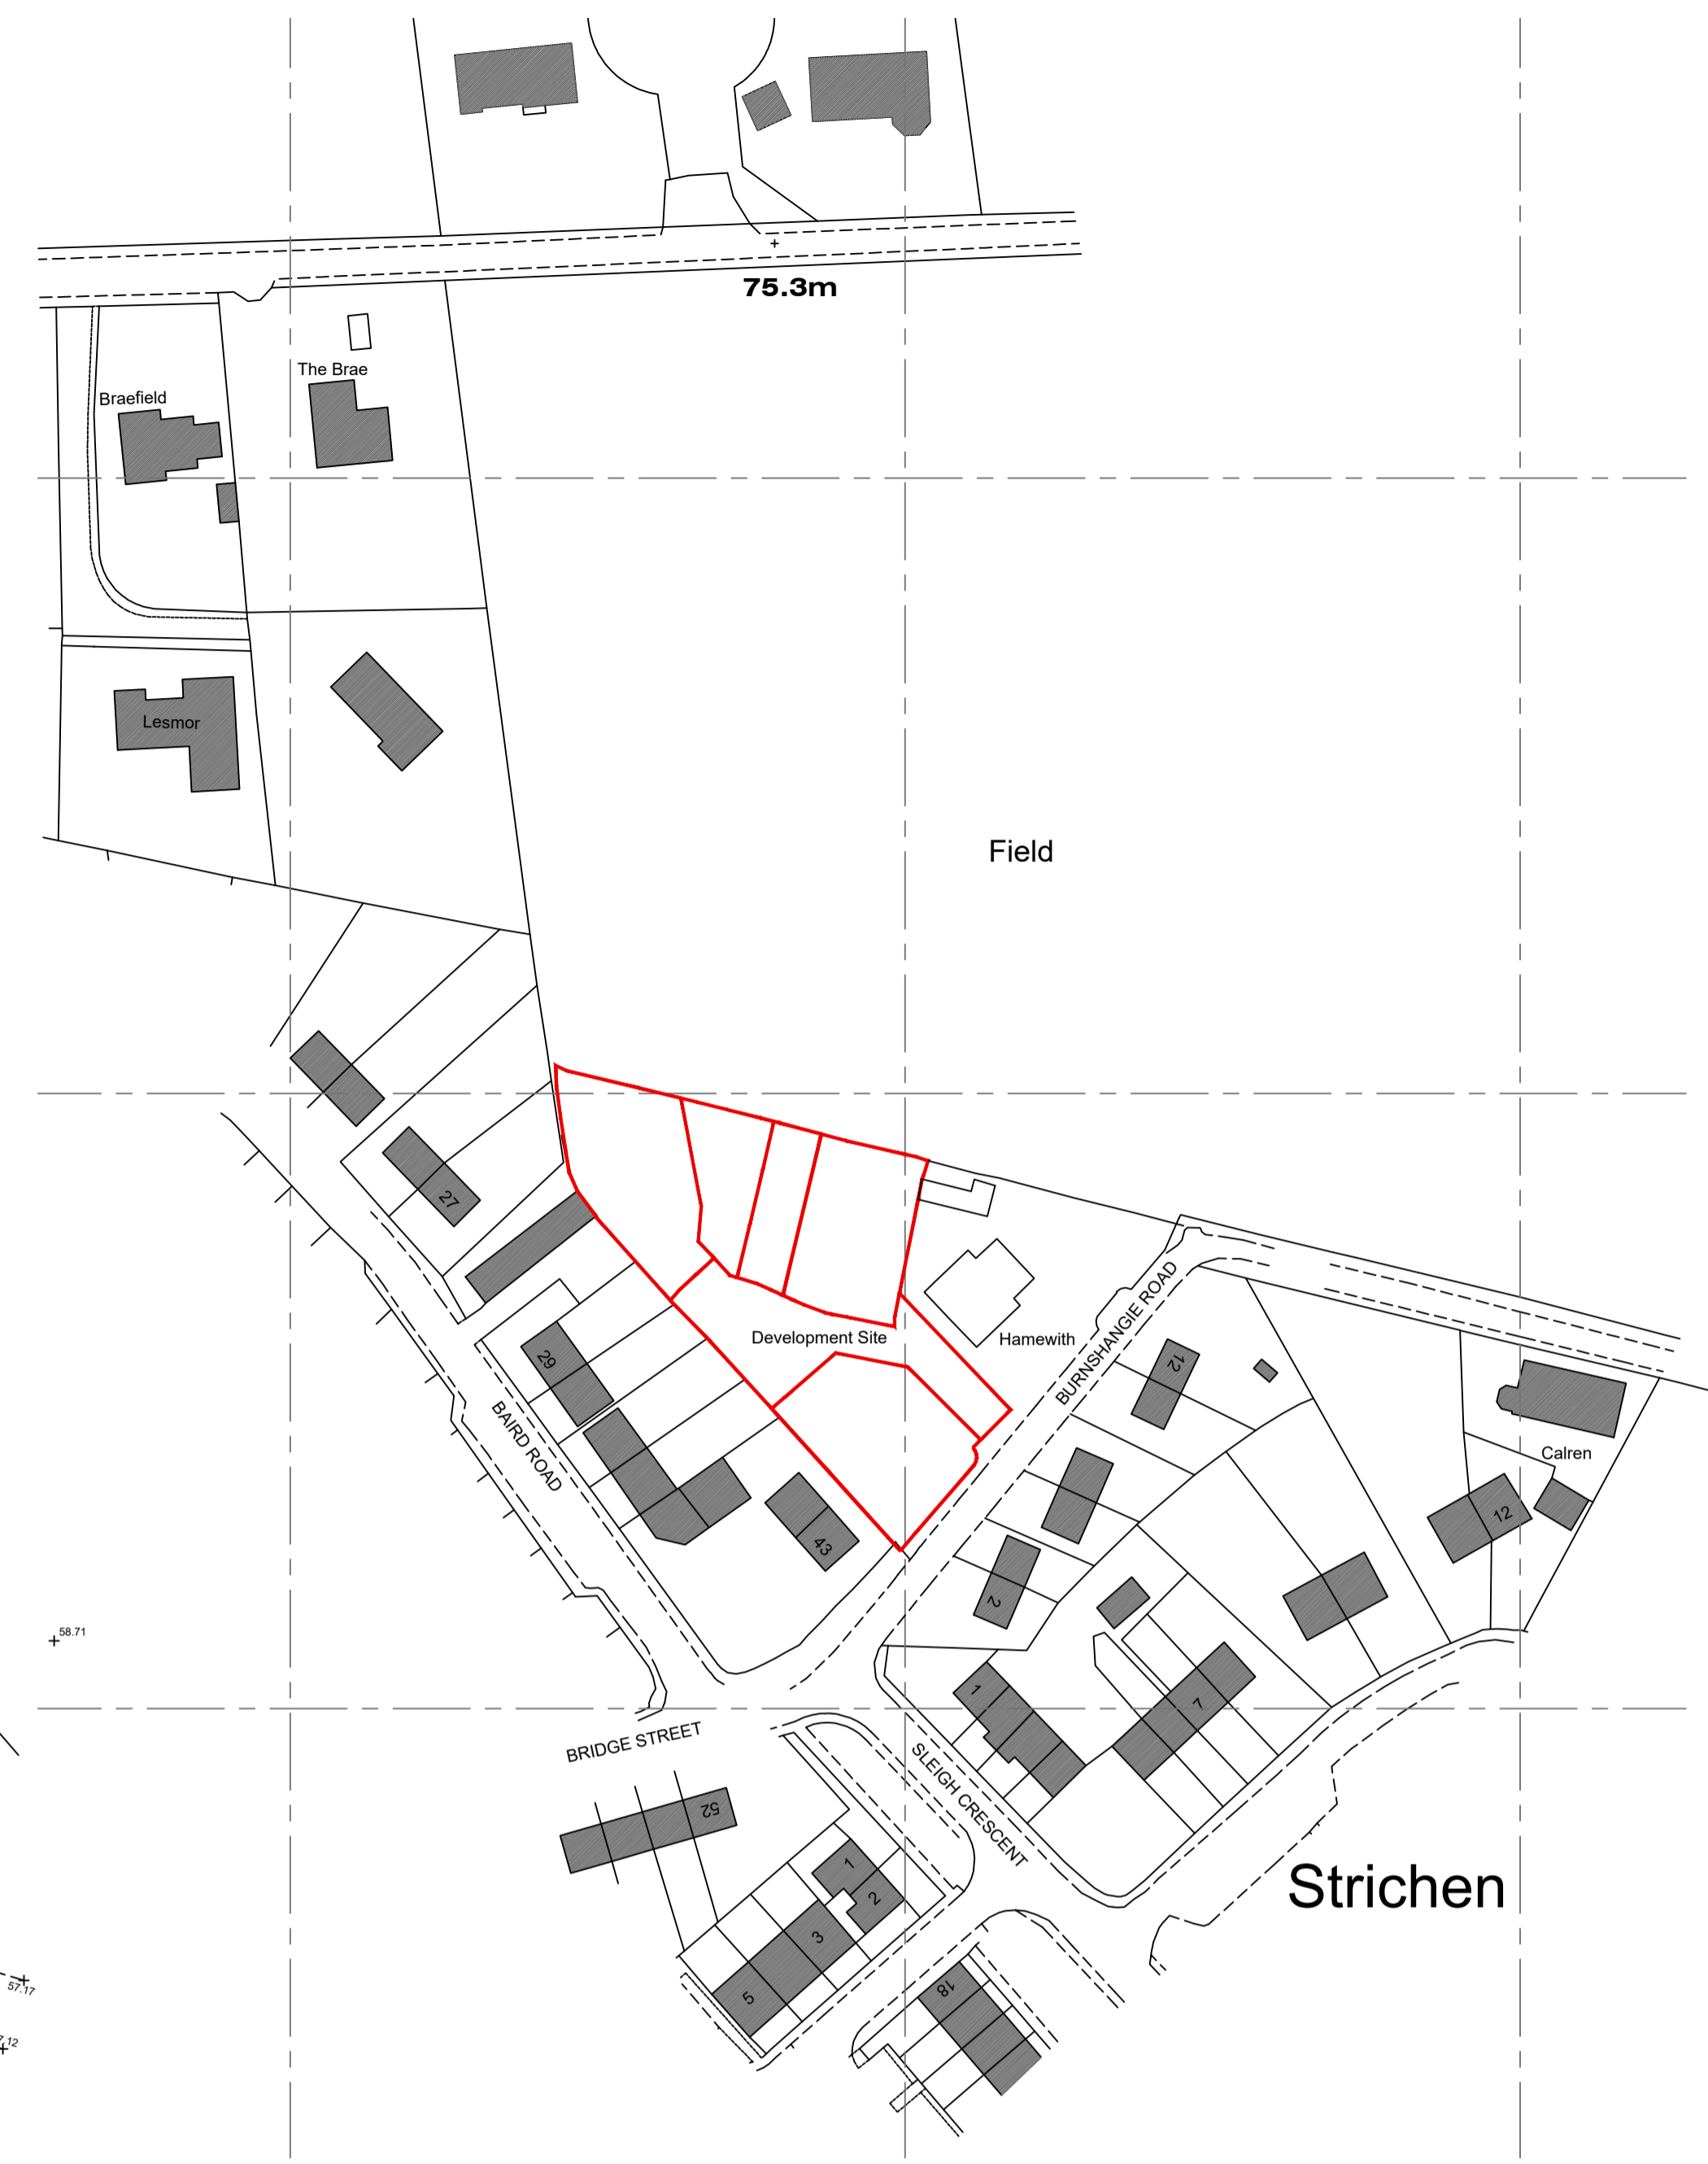 75.3m
The Brae
Braefield
Lesmor
Field
27
Development Site
Hamewith
BURNSHANGIE ROAD
29
12
BAIRD ROAD
Calren
12
43
2
58.71
1
7
BRIDGE STREET
SLEIGH CRESCENT
52
1
2
Strichen
3
5
18
57.17
7.12